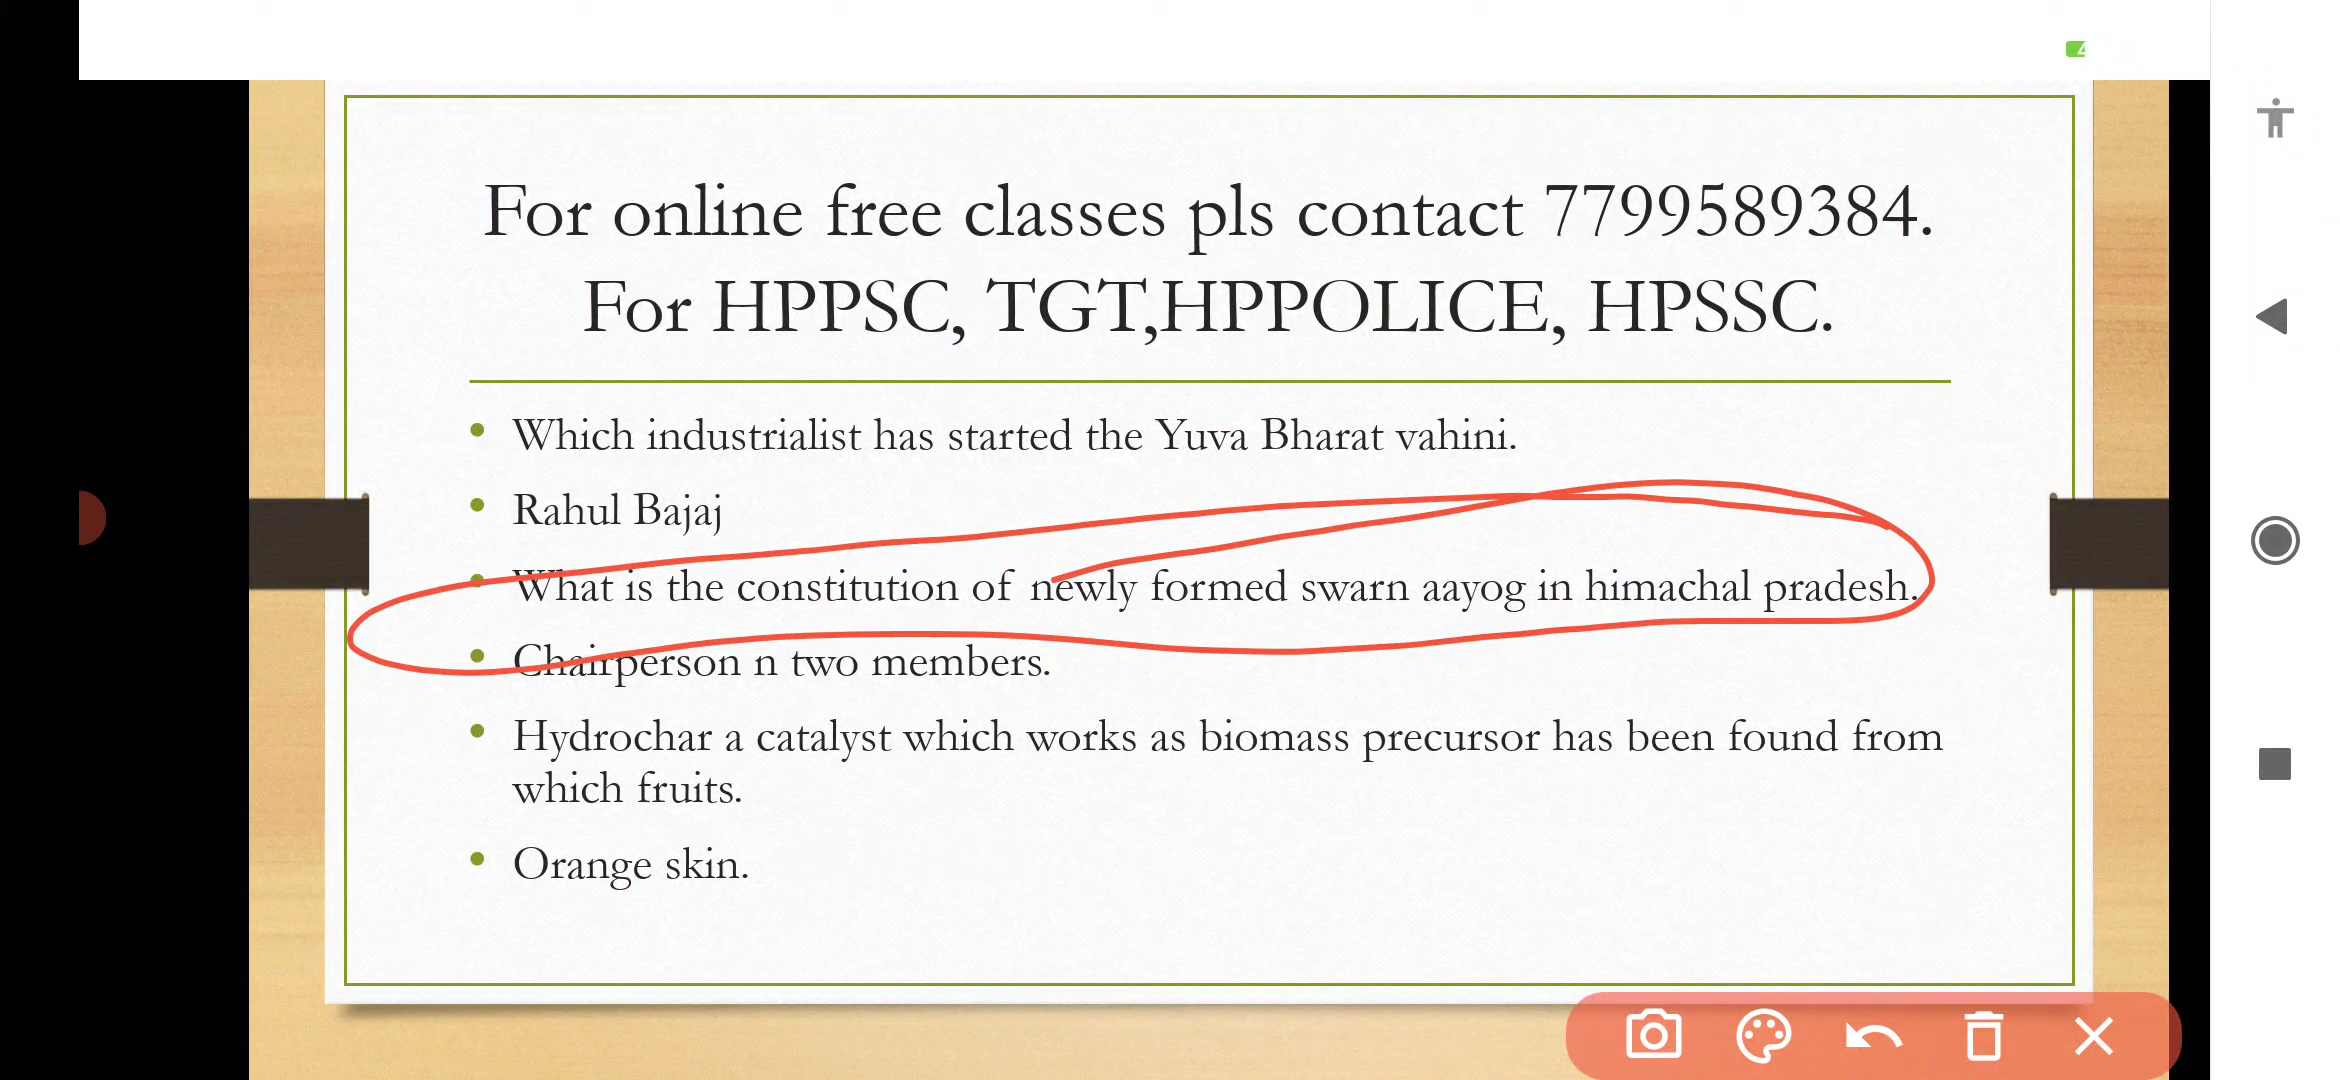 For online free classes pls contact 7799589384.
For HPPSC, TGT,HPPOLICE, HPSSC.
• Which industrialist has started the Yuva Bharat vahini.
• Rahul Bajaj
• What is the constitution of newly formed swarn aayog in himachal pradesh.
• Chairperson n two members.
• Hydrochar a catalyst which works as biomass precursor has been found from
which fruits.
• Orange skin.